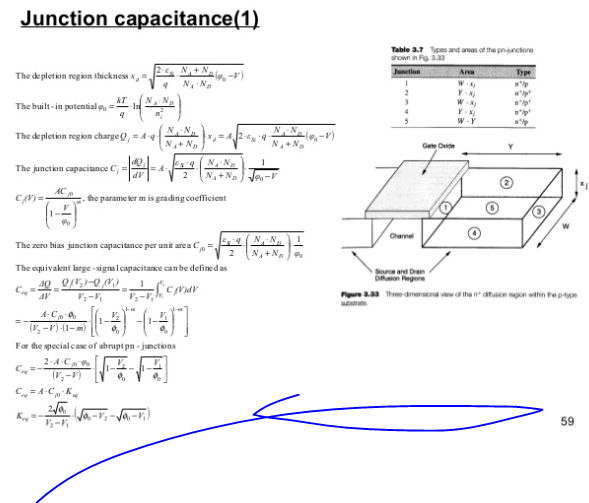 Junction capacitance(1)
The depletion region thickness x_d = √(2·ε_Si/q · (N_A + N_D)/(N_A·N_D) (φ_0 − V))
The built-in potential φ_0 = kT/q · ln(N_A·N_D/n_i²)
The depletion region charge Q_j = A·q·(N_A·N_D/(N_A + N_D))·x_d = A√(2·ε_Si·q·N_A·N_D/(N_A + N_D)(φ_0 − V))
The junction capacitance C_j = |dQ_j/dV| = A·√(ε_Si·q/2 · (N_A·N_D/(N_A + N_D))) · 1/√(φ_0 − V)
C_j(V) = AC_j0/(1 − V/φ_0)^m, the parameter m is grading coefficient
The zero bias junction capacitance per unit area C_j0 = √(ε_Si·q/2 · (N_A·N_D/(N_A + N_D)) · 1/φ_0)
The equivalent large-signal capacitance can be defined as
C_eq = ΔQ/ΔV = (Q_j(V_2) − Q_j(V_1))/(V_2 − V_1) = 1/(V_2 − V_1) ∫_{V_1}^{V_2} C_j(V)dV
= −A·C_j0·φ_0/((V_2 − V_1)·(1 − m)) · [(1 − V_2/φ_0)^{1−m} − (1 − V_1/φ_0)^{1−m}]
For the special case of abrupt pn-junctions
C_eq = −2·A·C_j0·φ_0/(V_2 − V_1) · [√(1 − V_2/φ_0) − √(1 − V_1/φ_0)]
C_eq = A·C_j0·K_eq
K_eq = −2√φ_0/(V_2 − V_1) · (√(φ_0 − V_2) − √(φ_0 − V_1))
Table 3.7 Types and areas of the pn-junctions
shown in Fig. 3.33
Junction Area Type
1 W · x_j n⁺/p
2 Y · x_j n⁺/p⁺
3 W · x_j n⁺/p⁺
4 Y · x_j n⁺/p⁺
5 W · Y n⁺/p
Gate Oxide
Y
2
x_j
1
5
3
W
4
Channel
Source and Drain
Diffusion Regions
Figure 3.33 Three-dimensional view of the n⁺ diffusion region within the p-type
substrate.
59